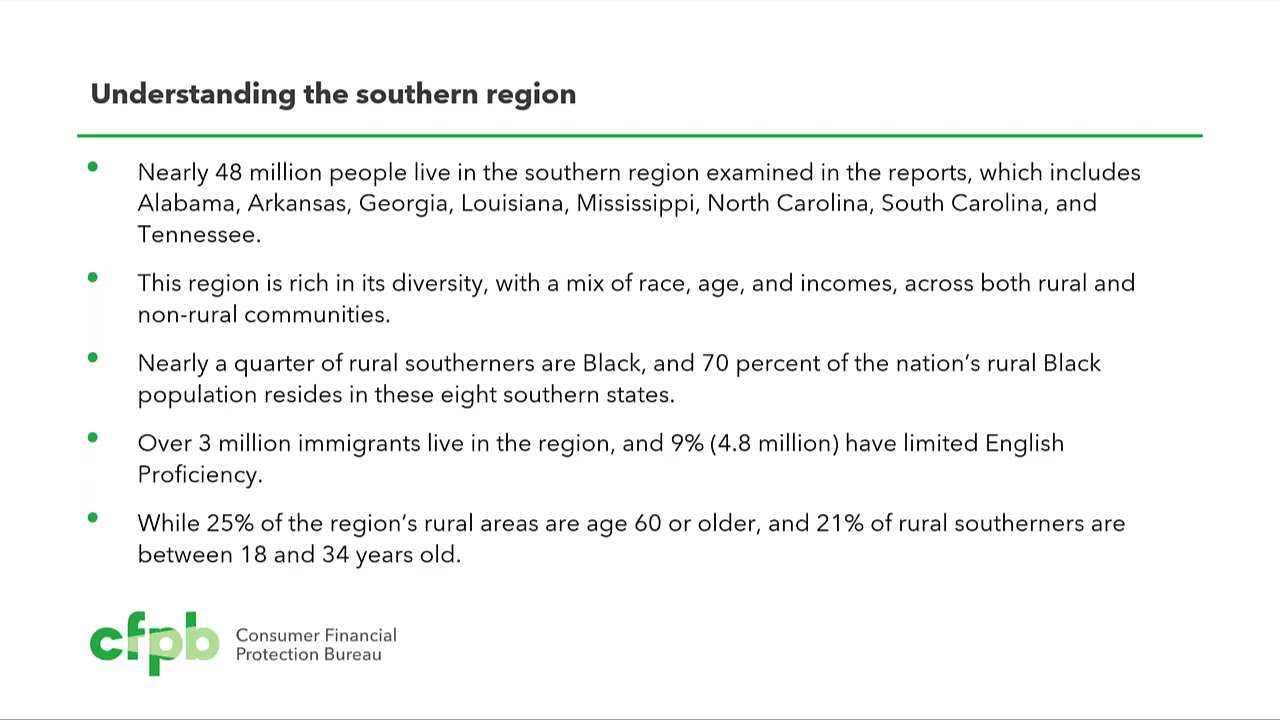 Understanding the southern region
• Nearly 48 million people live in the southern region examined in the reports, which includes
Alabama, Arkansas, Georgia, Louisiana, Mississippi, North Carolina, South Carolina, and
Tennessee.
• This region is rich in its diversity, with a mix of race, age, and incomes, across both rural and
non-rural communities.
• Nearly a quarter of rural southerners are Black, and 70 percent of the nation’s rural Black
population resides in these eight southern states.
• Over 3 million immigrants live in the region, and 9% (4.8 million) have limited English
Proficiency.
• While 25% of the region’s rural areas are age 60 or older, and 21% of rural southerners are
between 18 and 34 years old.
cfpb
Consumer Financial
Protection Bureau